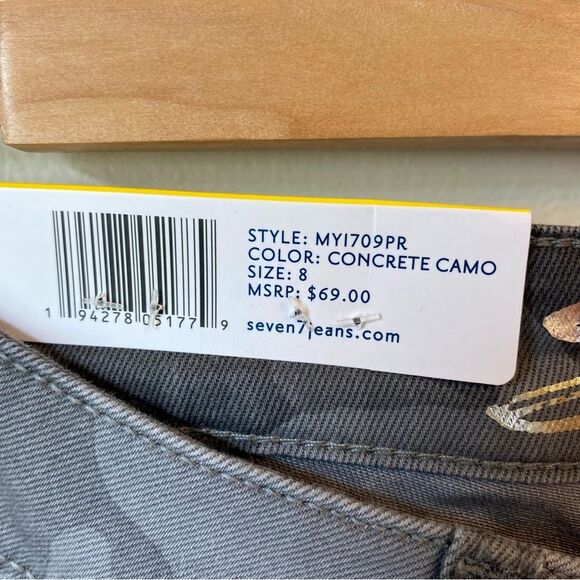 STYLE: MYI709PR
COLOR: CONCRETE CAMO
SIZE: 8
MSRP: $69.00
seven7jeans.com
1 94278 05177 9